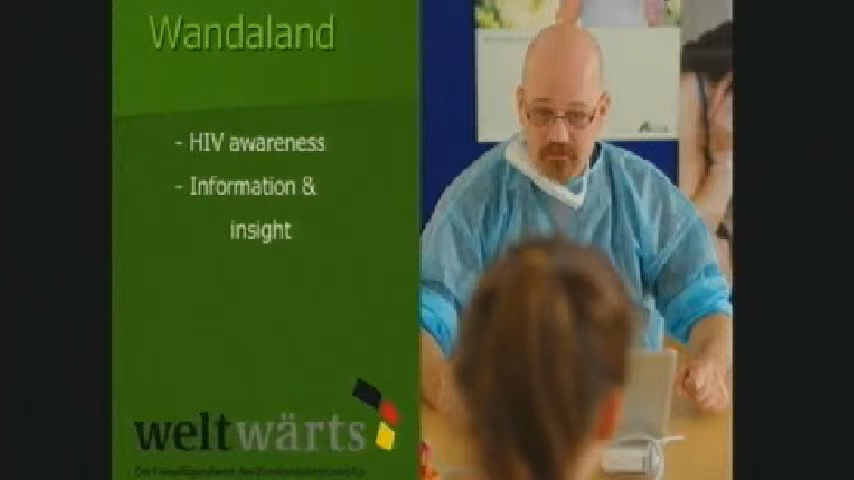 Wandaland
- HIV awareness
- Information &
insight
weltwärts